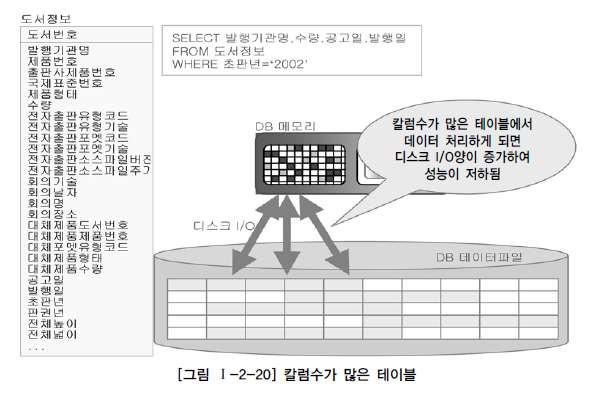 도서정보
도서번호
발행기관명
제품번호
출판사제품번호
국제표준번호
제품형태
수량
전자출판유형코드
전자출판유형기술
전자출판포멧코드
전자출판포멧기술
전자출판소스파일버전
전자출판소스파일주기
회의기술
회의날자
회의명
회의장소
대체제품도서번호
대체제품제품번호
대체포멧유형코드
대체제품형태
대체제품수량
공고일
발행일
초판년
판권년
전체높이
전체넓이
...
SELECT 발행기관명,수량,공고일,발행일
FROM 도서정보
WHERE 초판년='2002'
DB 메모리
칼럼수가 많은 테이블에서
데이터 처리하게 되면
디스크 I/O양이 증가하여
성능이 저하됨
디스크 I/O
DB 데이터파일
[그림 Ⅰ-2-20] 칼럼수가 많은 테이블